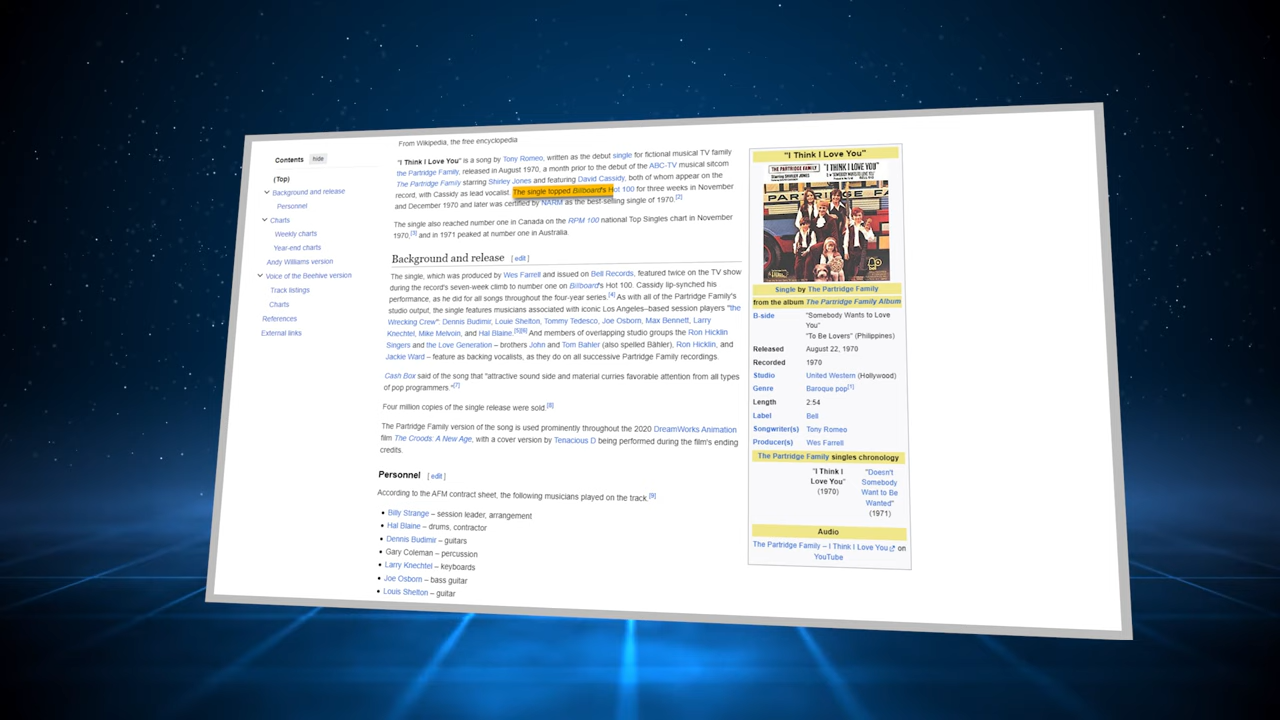 From Wikipedia, the free encyclopedia
Contents hide
(Top)
Background and release
Personnel
Charts
Weekly charts
Year-end charts
Andy Williams version
Voice of the Beehive version
Track listings
Charts
References
External links
"I Think I Love You" is a song by Tony Romeo, written as the debut single for fictional musical TV family
the Partridge Family, released in August 1970, a month prior to the debut of the ABC-TV musical sitcom
The Partridge Family starring Shirley Jones and featuring David Cassidy, both of whom appear on the
record, with Cassidy as lead vocalist. The single topped Billboard's Hot 100 for three weeks in November
and December 1970 and later was certified by NARM as the best-selling single of 1970.[2]
The single also reached number one in Canada on the RPM 100 national Top Singles chart in November
1970,[3] and in 1971 peaked at number one in Australia.
Background and release [ edit ]
The single, which was produced by Wes Farrell and issued on Bell Records, featured twice on the TV show
during the record's seven-week climb to number one on Billboard's Hot 100. Cassidy lip-synched his
performance, as he did for all songs throughout the four-year series.[4] As with all of the Partridge Family's
studio output, the single features musicians associated with iconic Los Angeles–based session players "the
Wrecking Crew": Dennis Budimir, Louie Shelton, Tommy Tedesco, Joe Osborn, Max Bennett, Larry
Knechtel, Mike Melvoin, and Hal Blaine.[5][6] And members of overlapping studio groups the Ron Hicklin
Singers and the Love Generation – brothers John and Tom Bahler (also spelled Bähler), Ron Hicklin, and
Jackie Ward – feature as backing vocalists, as they do on all successive Partridge Family recordings.
Cash Box said of the song that "attractive sound side and material curries favorable attention from all types
of pop programmers."[7]
Four million copies of the single release were sold.[8]
The Partridge Family version of the song is used prominently throughout the 2020 DreamWorks Animation
film The Croods: A New Age, with a cover version by Tenacious D being performed during the film's ending
credits.
Personnel [ edit ]
According to the AFM contract sheet, the following musicians played on the track.[9]
• Billy Strange – session leader, arrangement
• Hal Blaine – drums, contractor
• Dennis Budimir – guitars
• Gary Coleman – percussion
• Larry Knechtel – keyboards
• Joe Osborn – bass guitar
• Louis Shelton – guitar
"I Think I Love You"
THE PARTRIDGE FAMILY "I THINK I LOVE YOU"
PARTRIDGE FAM
bell
Single by The Partridge Family
from the album The Partridge Family Album
B-side "Somebody Wants to Love
You"
"To Be Lovers" (Philippines)
Released August 22, 1970
Recorded 1970
Studio United Western (Hollywood)
Genre Baroque pop[1]
Length 2:54
Label Bell
Songwriter(s) Tony Romeo
Producer(s) Wes Farrell
The Partridge Family singles chronology
"I Think I
Love You"
(1970)
"Doesn't
Somebody
Want to Be
Wanted"
(1971)
Audio
The Partridge Family – I Think I Love You on
YouTube